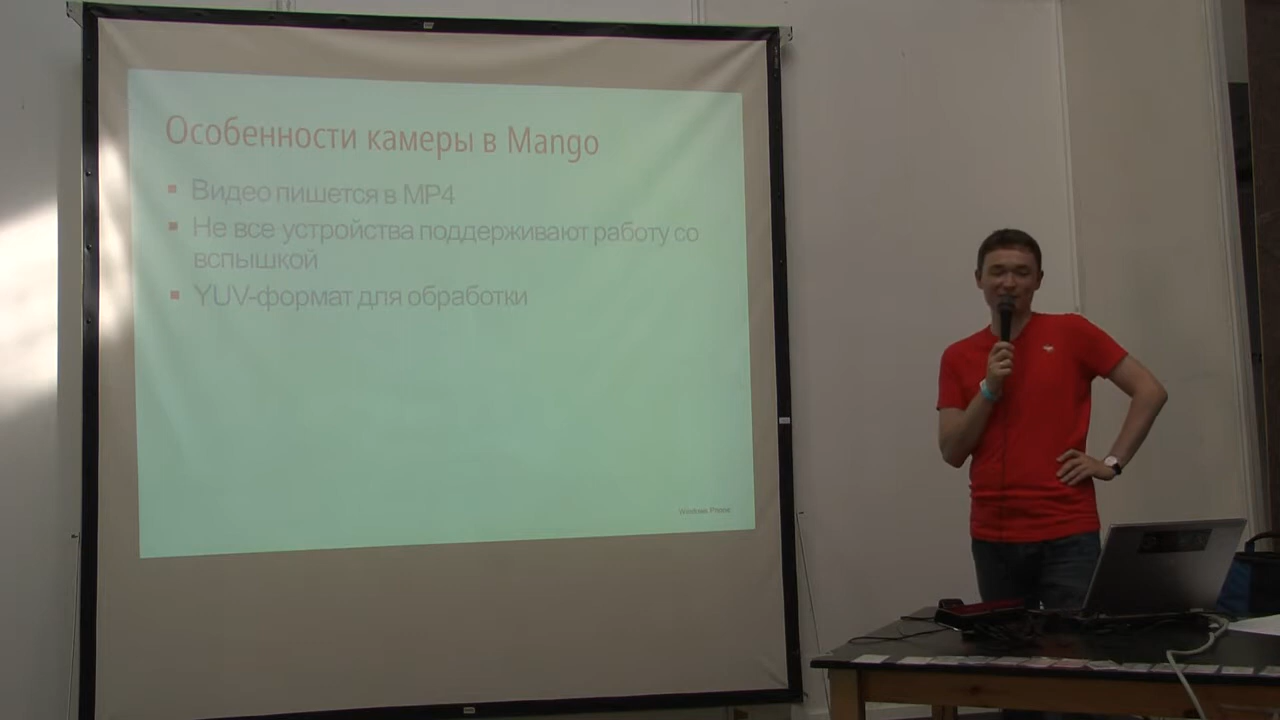 Особенности камеры в Mango
Видео пишется в MP4
Не все устройства поддерживают работу со
вспышкой
YUV-формат для обработки
Windows Phone